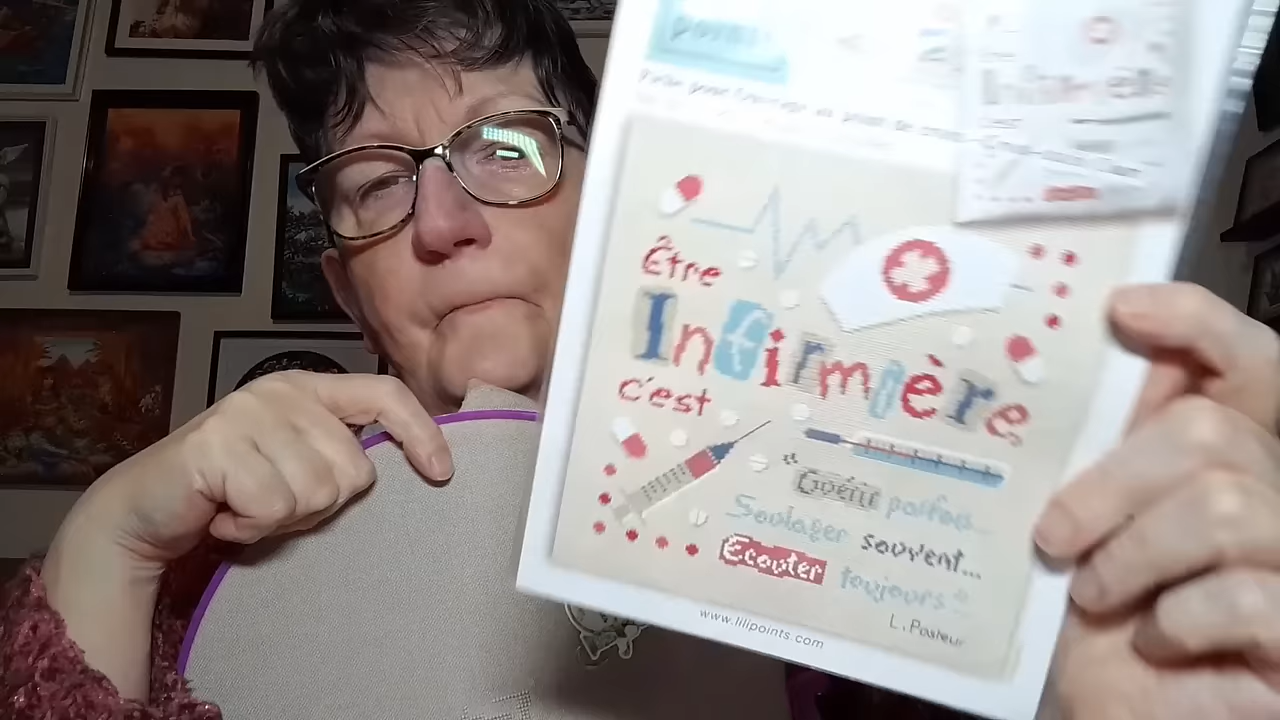 Être
Infirmière
c'est
"Guérir parfois...
Soulager souvent...
Ecouter toujours"
L. Pasteur
www.lilipoints.com